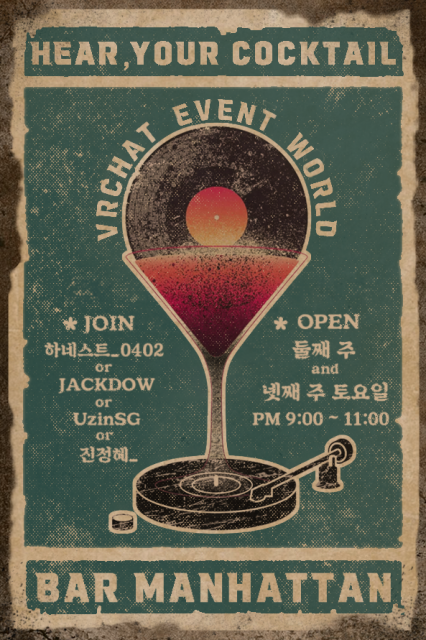 HEAR,YOUR COCKTAIL
VRCHAT EVENT WORLD
* JOIN
하네스트_0402
or
JACKDOW
or
UzinSG
or
진정혜_
* OPEN
둘째 주
and
넷째 주 토요일
PM 9:00 ~ 11:00
BAR MANHATTAN